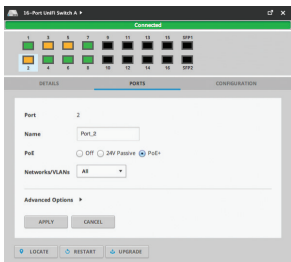 16-Port UniFi Switch A
Connected
1 3 5 7 9 11 13 15 SFP1
2 4 6 8 10 12 14 16 SFP2
DETAILS PORTS CONFIGURATION
Port 2
Name Port_2
PoE Off 24V Passive PoE+
Networks/VLANs All
Advanced Options
APPLY CANCEL
LOCATE RESTART UPGRADE